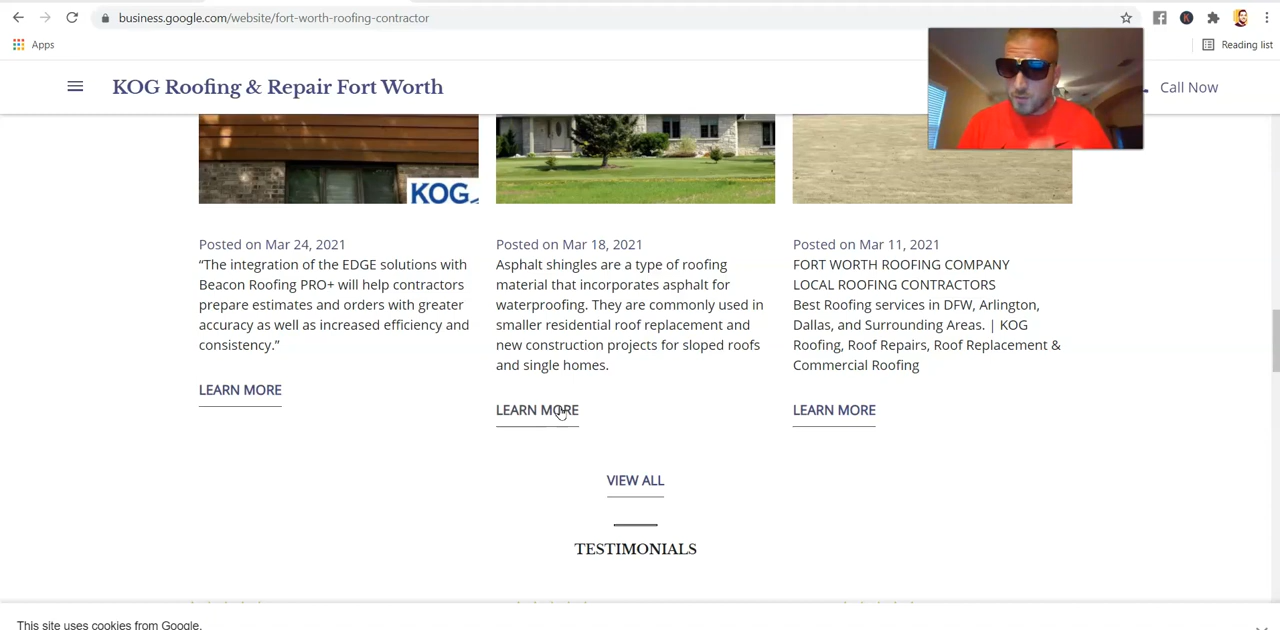 business.google.com/website/fort-worth-roofing-contractor
Apps
Reading list
KOG Roofing & Repair Fort Worth
Call Now
KOG
Posted on Mar 24, 2021
“The integration of the EDGE solutions with
Beacon Roofing PRO+ will help contractors
prepare estimates and orders with greater
accuracy as well as increased efficiency and
consistency.”
LEARN MORE
Posted on Mar 18, 2021
Asphalt shingles are a type of roofing
material that incorporates asphalt for
waterproofing. They are commonly used in
smaller residential roof replacement and
new construction projects for sloped roofs
and single homes.
LEARN MORE
Posted on Mar 11, 2021
FORT WORTH ROOFING COMPANY
LOCAL ROOFING CONTRACTORS
Best Roofing services in DFW, Arlington,
Dallas, and Surrounding Areas. | KOG
Roofing, Roof Repairs, Roof Replacement &
Commercial Roofing
LEARN MORE
VIEW ALL
TESTIMONIALS
This site uses cookies from Google.